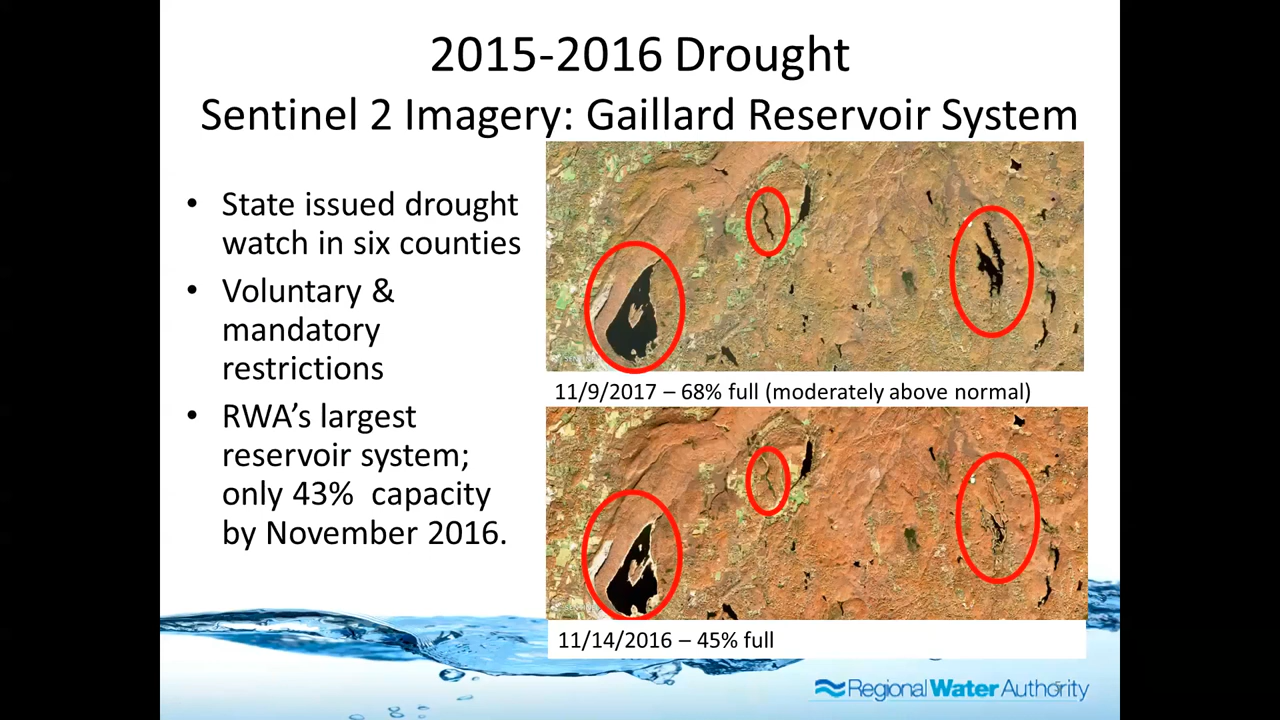 2015-2016 Drought
Sentinel 2 Imagery: Gaillard Reservoir System
• State issued drought
watch in six counties
• Voluntary &
mandatory
restrictions
• RWA’s largest
reservoir system;
only 43% capacity
by November 2016.
11/9/2017 – 68% full (moderately above normal)
11/14/2016 – 45% full
Regional Water Authority